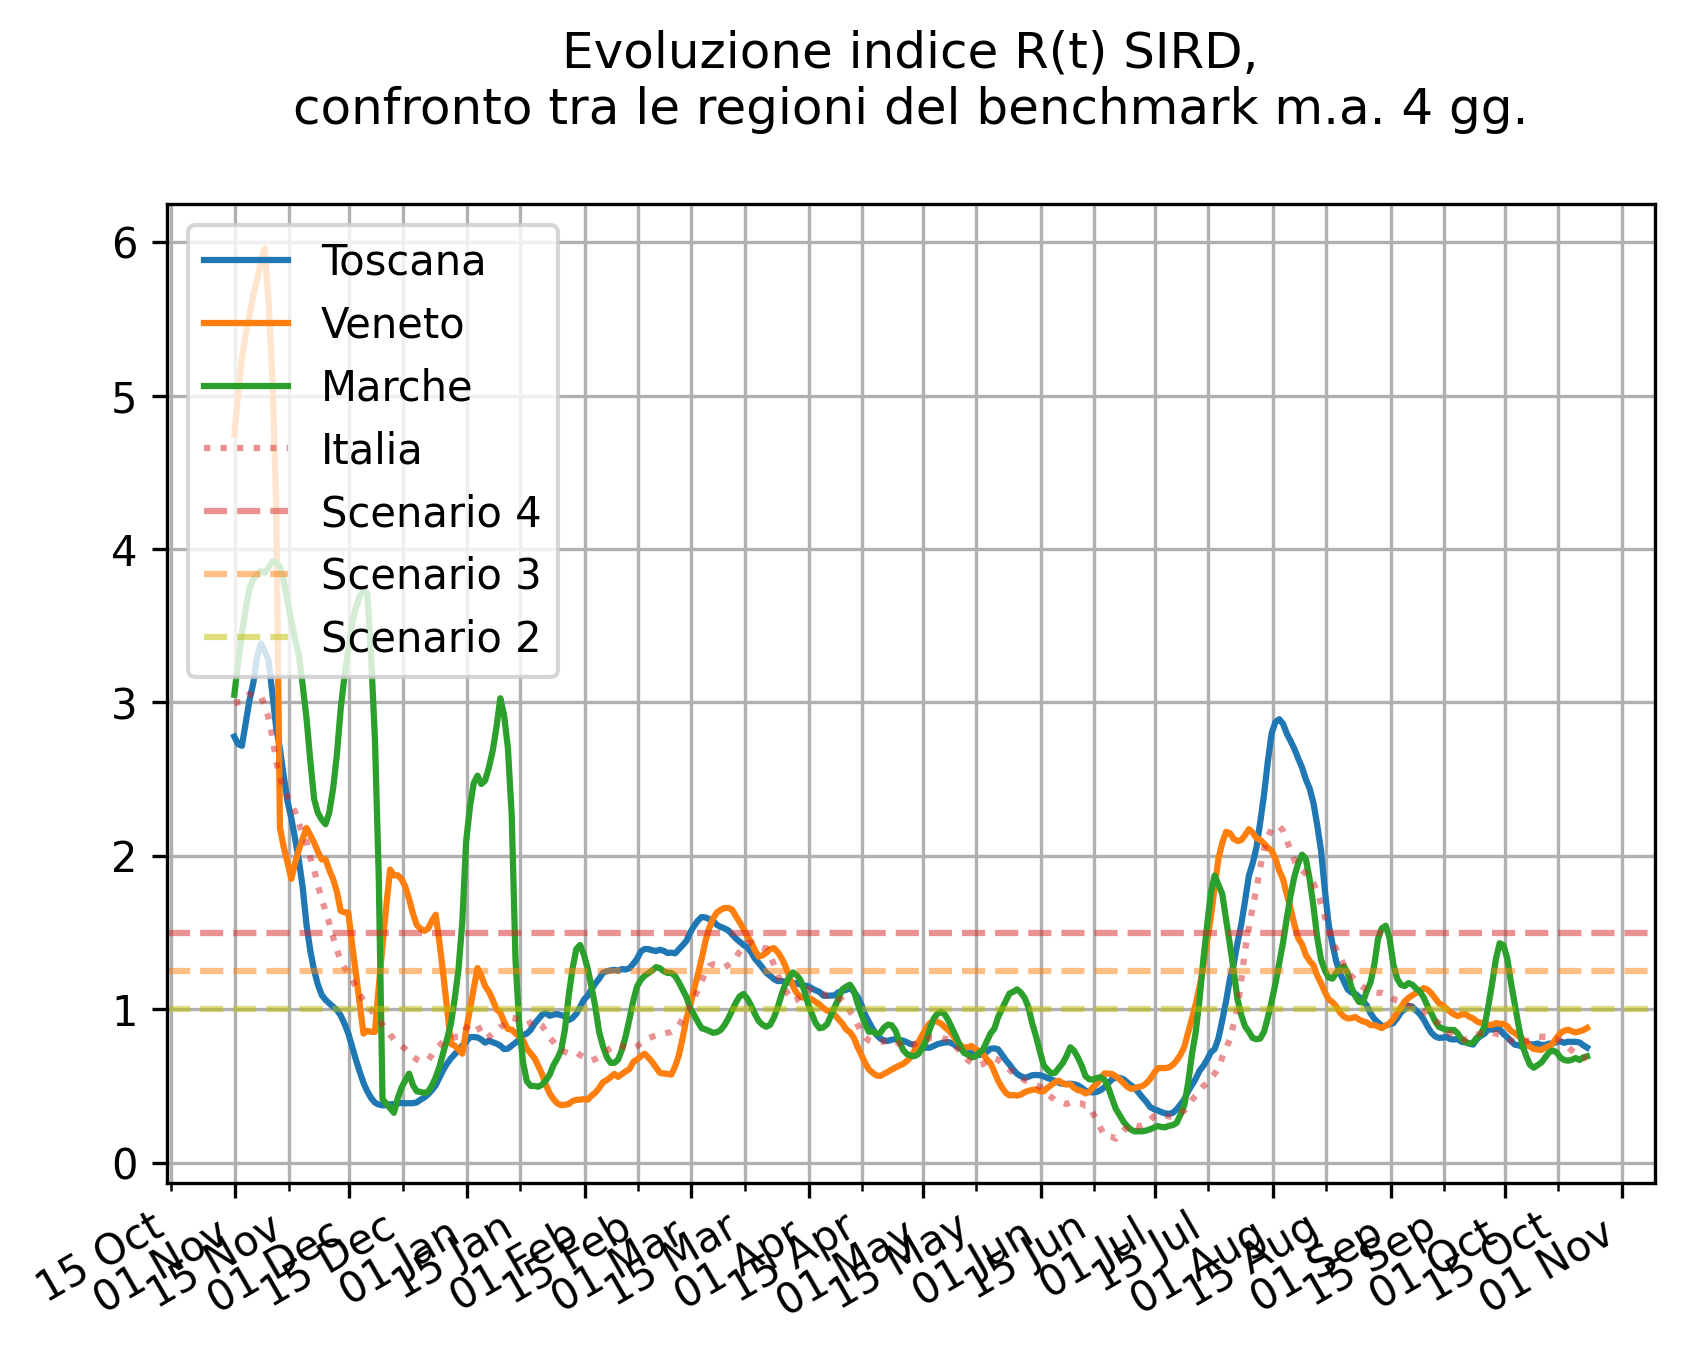 Evoluzione indice R(t) SIRD,
confronto tra le regioni del benchmark m.a. 4 gg.
6
5
4
3
2
1
0
Toscana
Veneto
Marche
Italia
Scenario 4
Scenario 3
Scenario 2
15 Oct
01 Nov
15 Nov
01 Dec
15 Dec
01 Jan
15 Jan
01 Feb
15 Feb
01 Mar
15 Mar
01 Apr
15 Apr
01 May
15 May
01 Jun
15 Jun
01 Jul
15 Jul
01 Aug
15 Aug
01 Sep
15 Sep
01 Oct
15 Oct
01 Nov